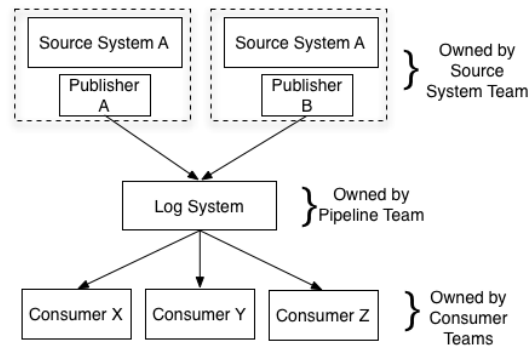 Source System A
Publisher
A
Source System A
Publisher
B
Owned by
Source
System Team
Log System
Owned by
Pipeline Team
Consumer X
Consumer Y
Consumer Z
Owned by
Consumer
Teams